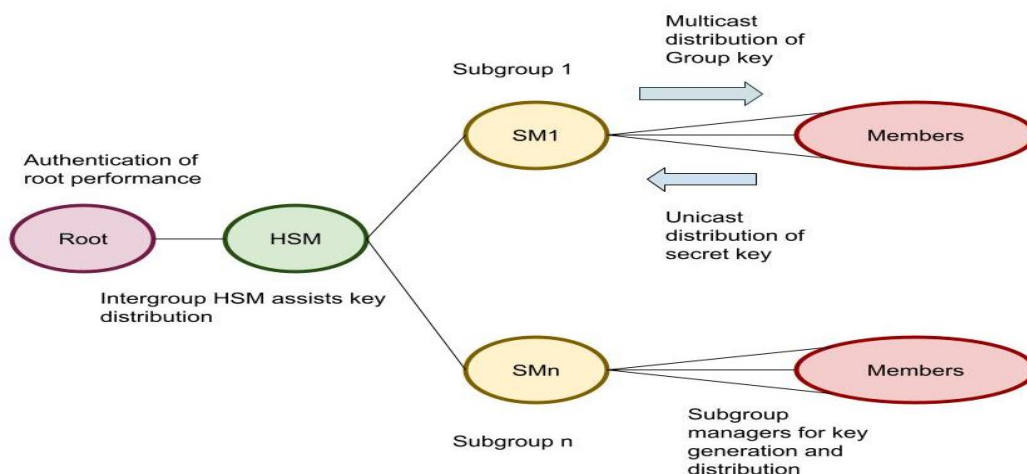 Multicast
distribution of
Group key
Subgroup 1
SM1
Members
Authentication of
root performance
Unicast
distribution of
secret key
Root
HSM
Intergroup HSM assists key
distribution
SMn
Members
Subgroup n
Subgroup
managers for key
generation and
distribution